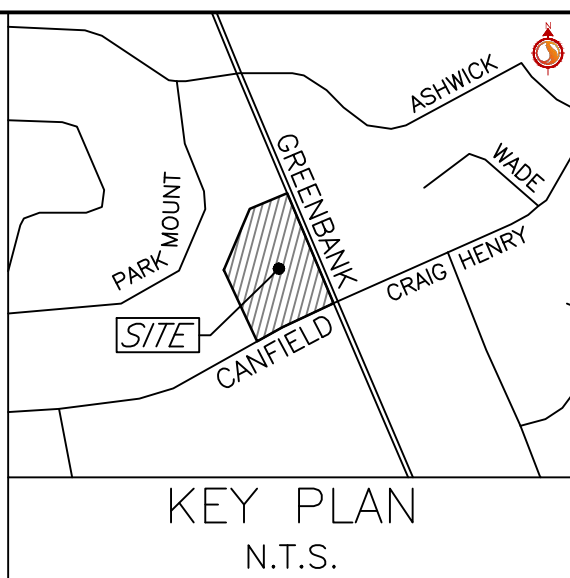 N
ASHWICK
GREENBANK
WADE
PARK MOUNT
CRAIG HENRY
SITE
CANFIELD
KEY PLAN
N.T.S.